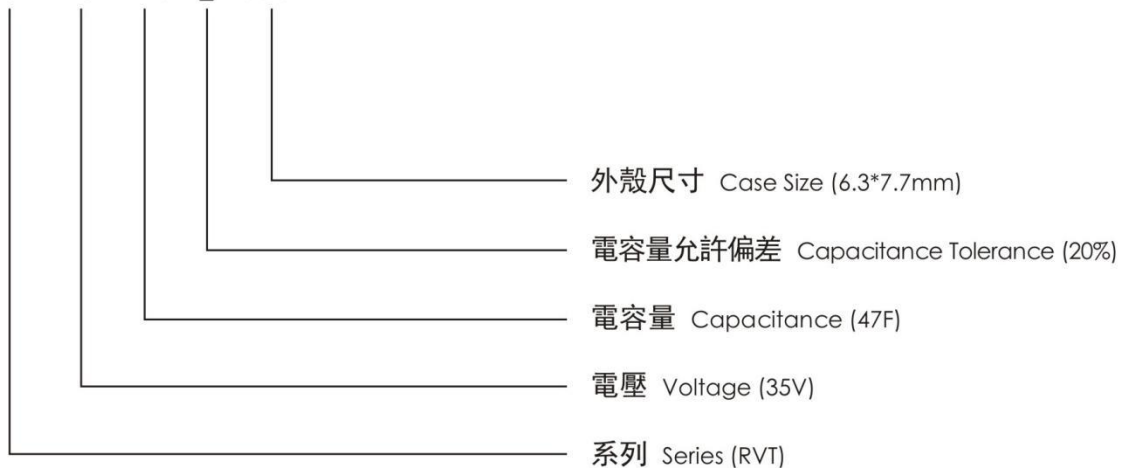 外殼尺寸 Case Size (6.3*7.7mm)
電容量允許偏差 Capacitance Tolerance (20%)
電容量 Capacitance (47F)
電壓 Voltage (35V)
系列 Series (RVT)